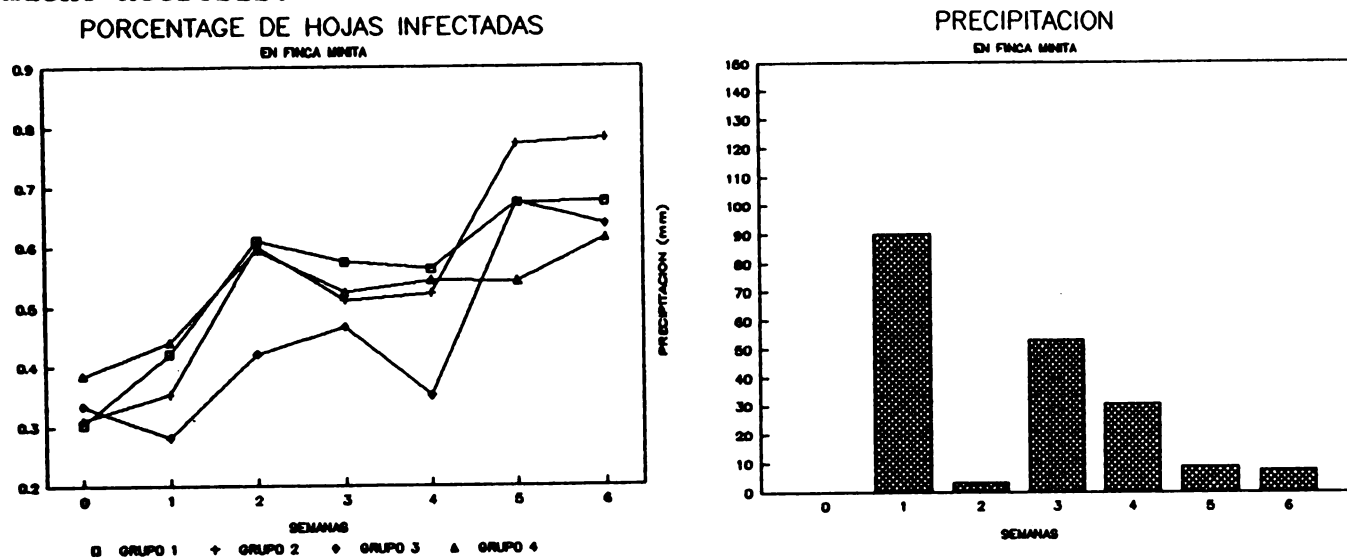 PORCENTAGE DE HOJAS INFECTADAS
EN FINCA MINITA
0.9
0.8
0.7
0.6
0.5
0.4
0.3
0.2
0 1 2 3 4 5 6
SEMANAS
GRUPO 1 GRUPO 2 GRUPO 3 GRUPO 4
PRECIPITACION
EN FINCA MINITA
PRECIPITACION (mm)
160
140
130
120
110
100
90
80
70
60
50
40
30
20
10
0
0 1 2 3 4 5 6
SEMANAS